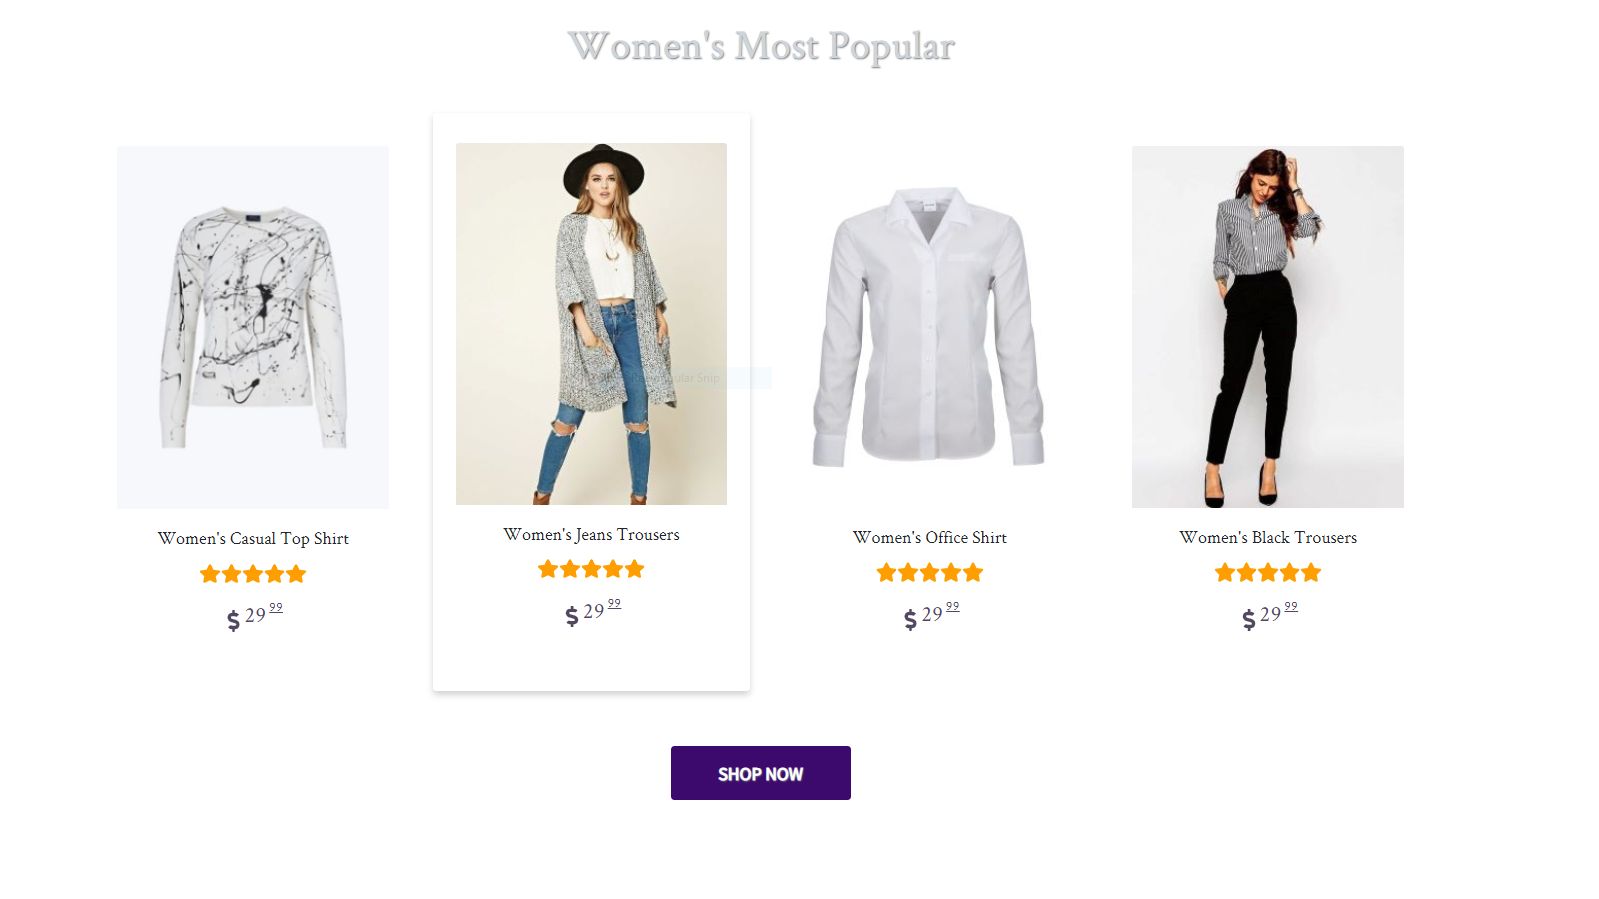 Women's Most Popular
Women's Casual Top Shirt
$ 29 99
Women's Jeans Trousers
$ 29 99
Women's Office Shirt
$ 29 99
Women's Black Trousers
$ 29 99
SHOP NOW